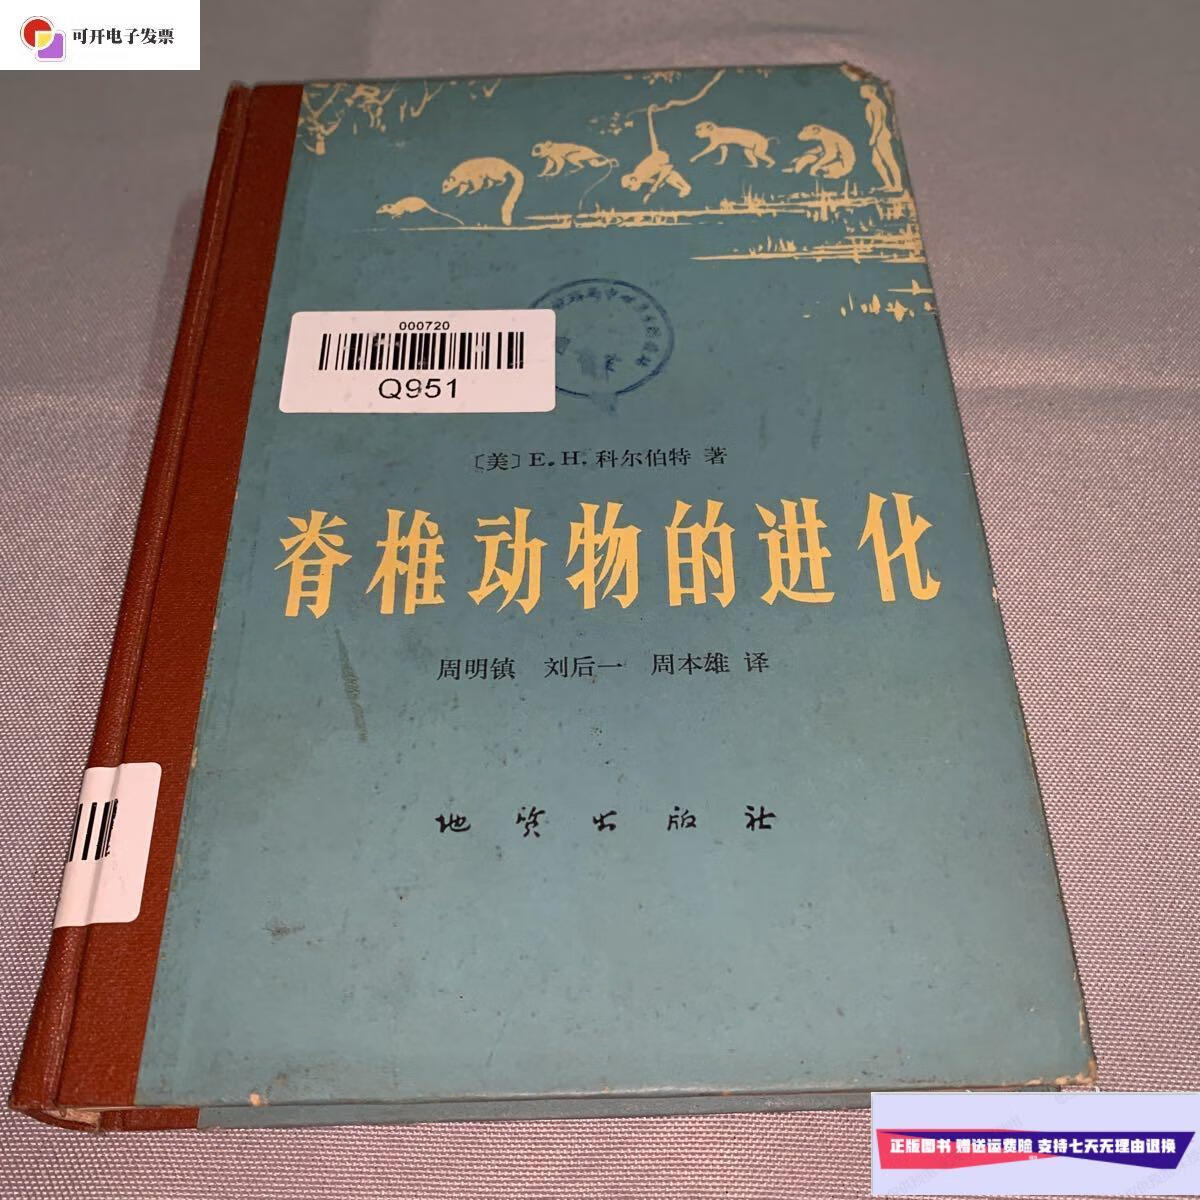 可开电子发票
000720
Q951
〔美〕E.H.科尔伯特 著
脊椎动物的进化
周明镇 刘后一 周本雄 译
地质出版社
正版图书 赠送运费险 支持七天无理由退换